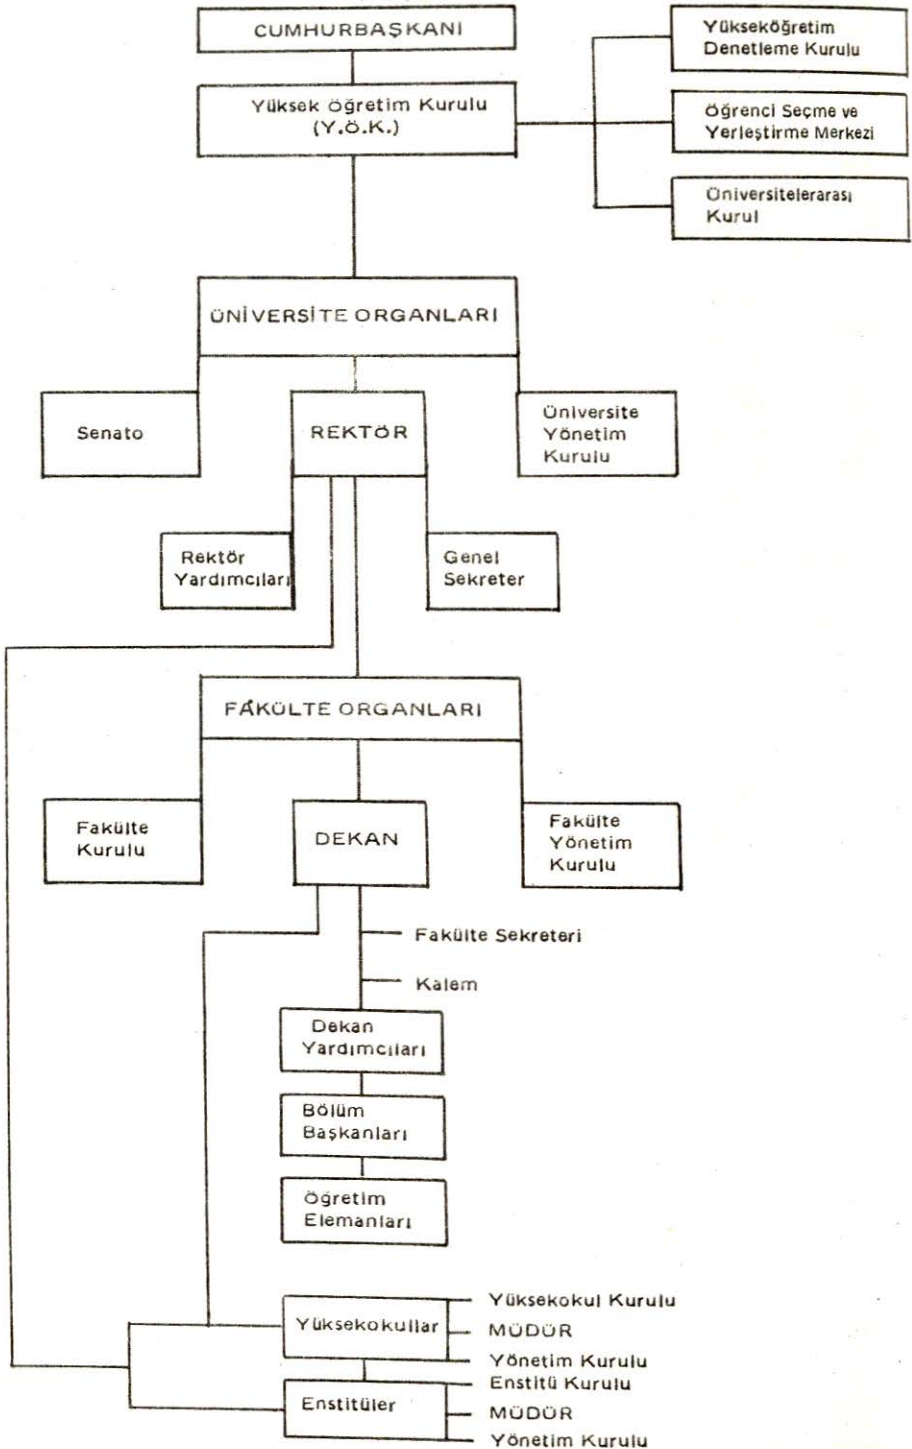 CUMHURBAŞKANI
Yüksek öğretim Kurulu
(Y.Ö.K.)
Yükseköğretim
Denetleme Kurulu
Öğrenci Seçme ve
Yerleştirme Merkezi
Üniversitelerarası
Kurul
ÜNİVERSİTE ORGANLARI
Senato
REKTÖR
Üniversite
Yönetim
Kurulu
Rektör
Yardımcıları
Genel
Sekreter
FAKÜLTE ORGANLARI
Fakülte
Kurulu
DEKAN
Fakülte
Yönetim
Kurulu
Fakülte Sekreteri
Kalem
Dekan
Yardımcıları
Bölüm
Başkanları
Öğretim
Elemanları
Yüksekokullar
Yüksekokul Kurulu
MÜDÜR
Yönetim Kurulu
Enstitüler
Enstitü Kurulu
MÜDÜR
Yönetim Kurulu